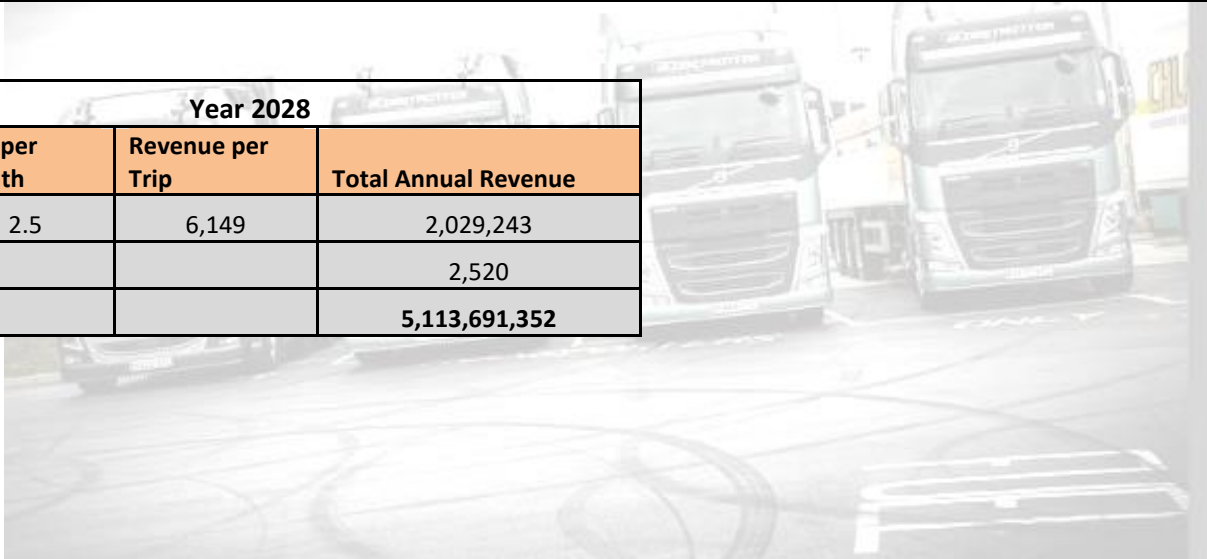 Year 2028
per
th
Revenue per
Trip
Total Annual Revenue
2.5
6,149
2,029,243
2,520
5,113,691,352